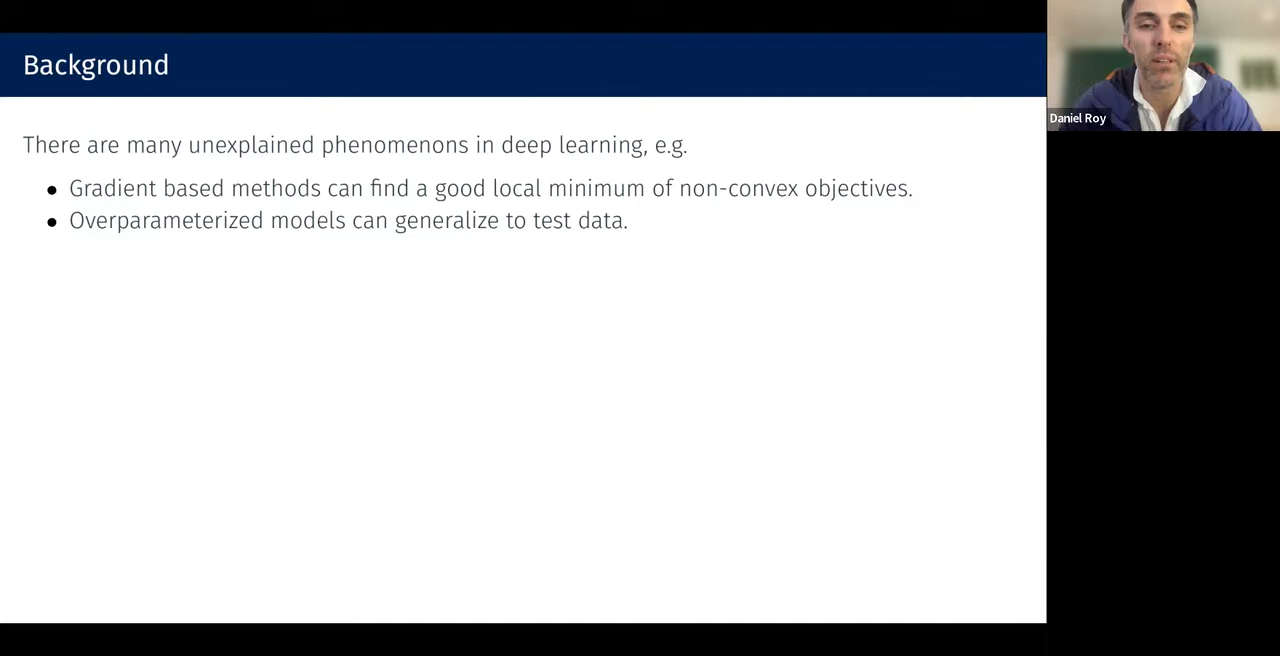 Background
There are many unexplained phenomenons in deep learning, e.g.
● Gradient based methods can find a good local minimum of non-convex objectives.
● Overparameterized models can generalize to test data.
Daniel Roy